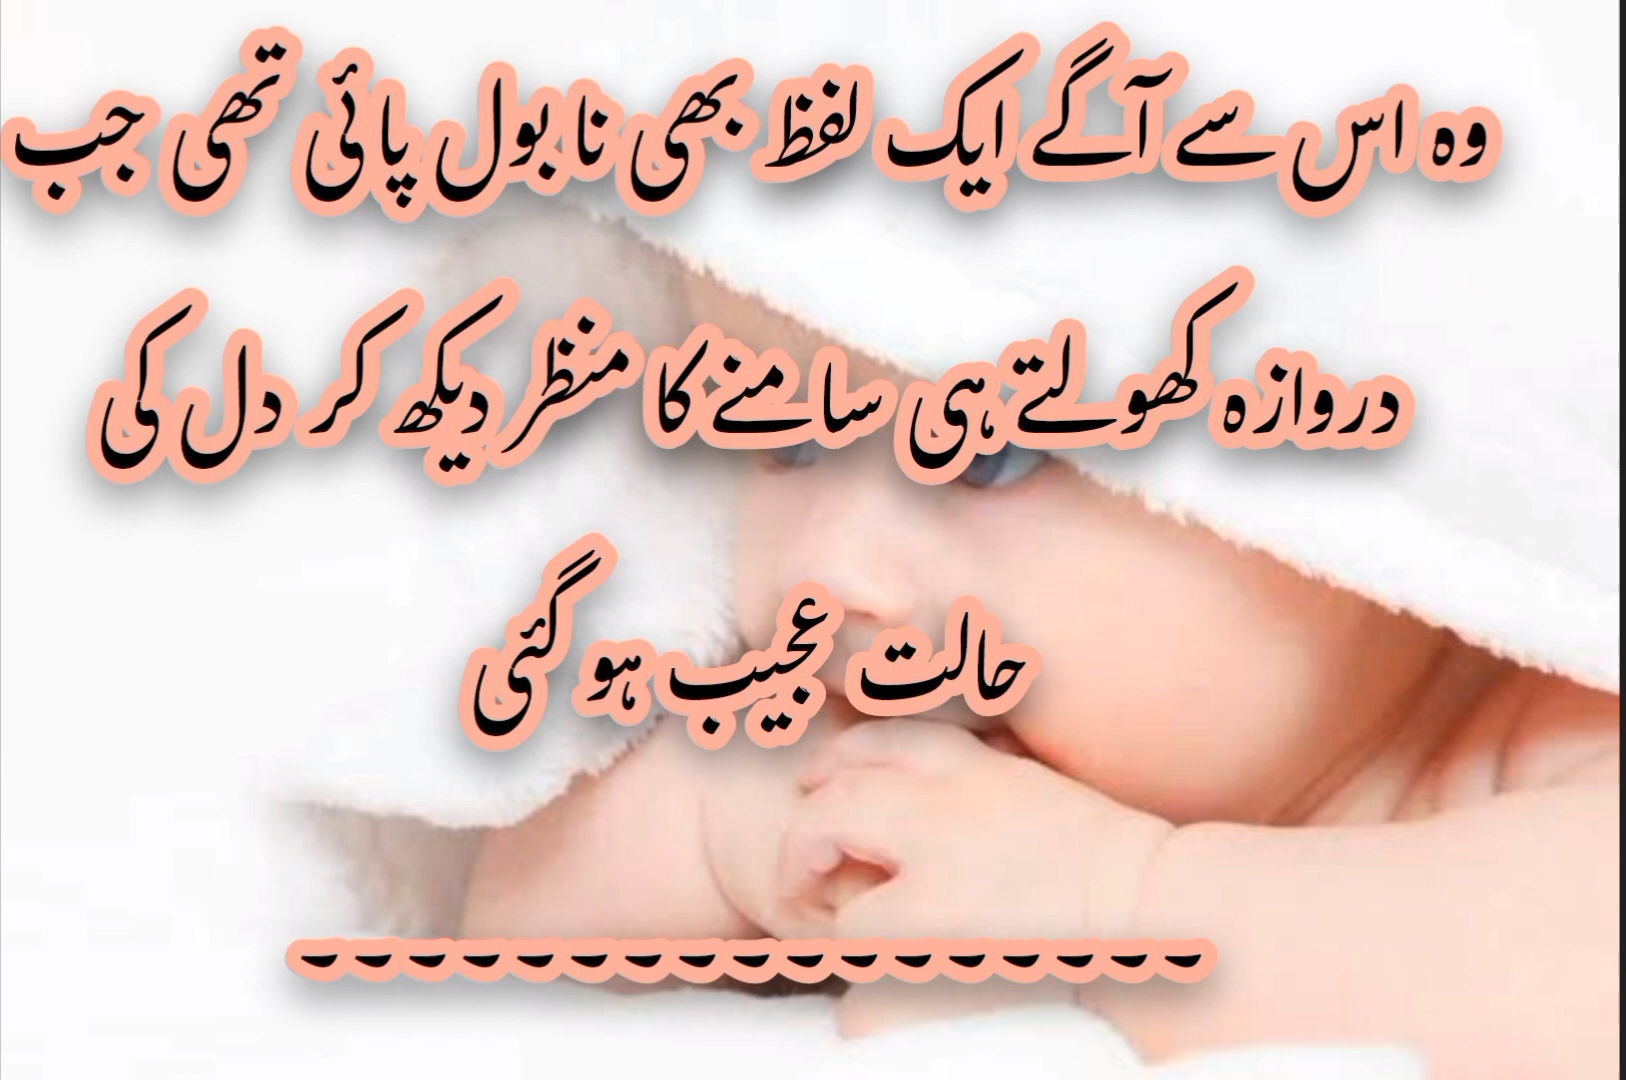 وہ اس سے آگے ایک لفظ بھی نا بول پائی تھی جب
دروازہ کھولتے ہی سامنے کا منظر دیکھ کر دل کی
حالت عجیب ہو گئی
۔۔۔۔۔۔۔۔۔۔۔۔۔۔۔۔۔